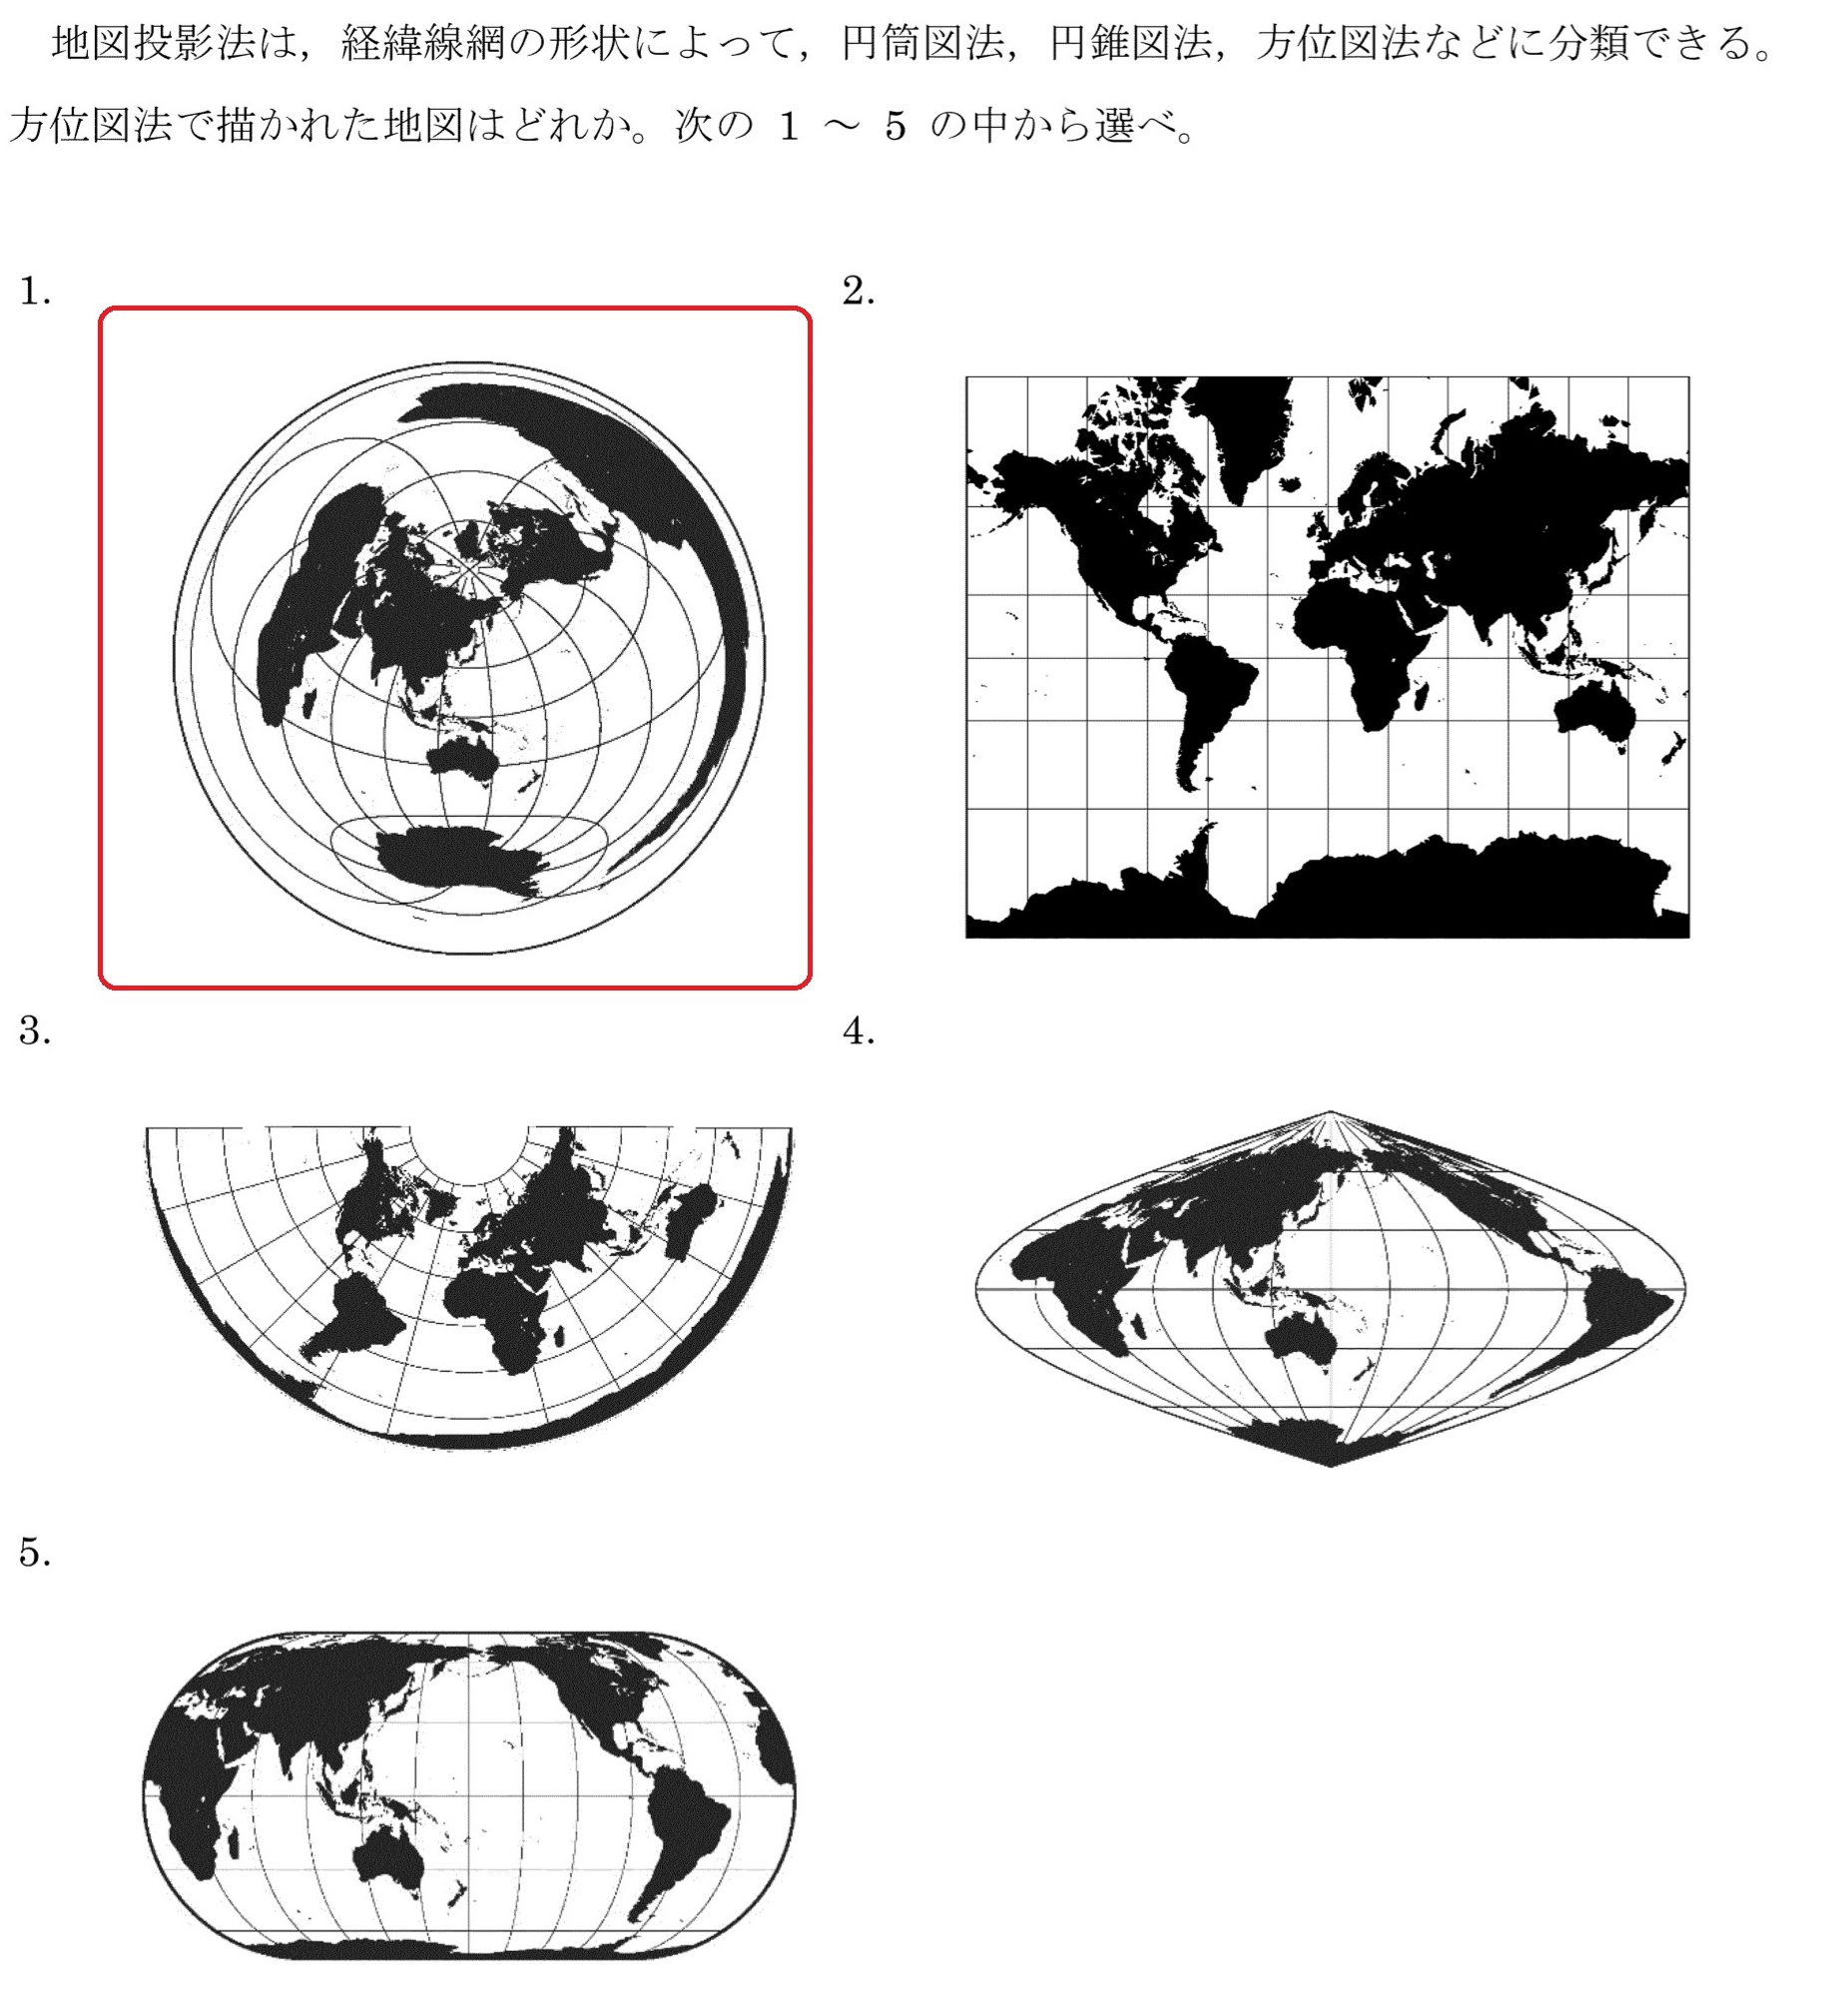 地図投影法は，経緯線網の形状によって，円筒図法，円錐図法，方位図法などに分類できる。
方位図法で描かれた地図はどれか。次の 1 ～ 5 の中から選べ。
1.
2.
3.
4.
5.